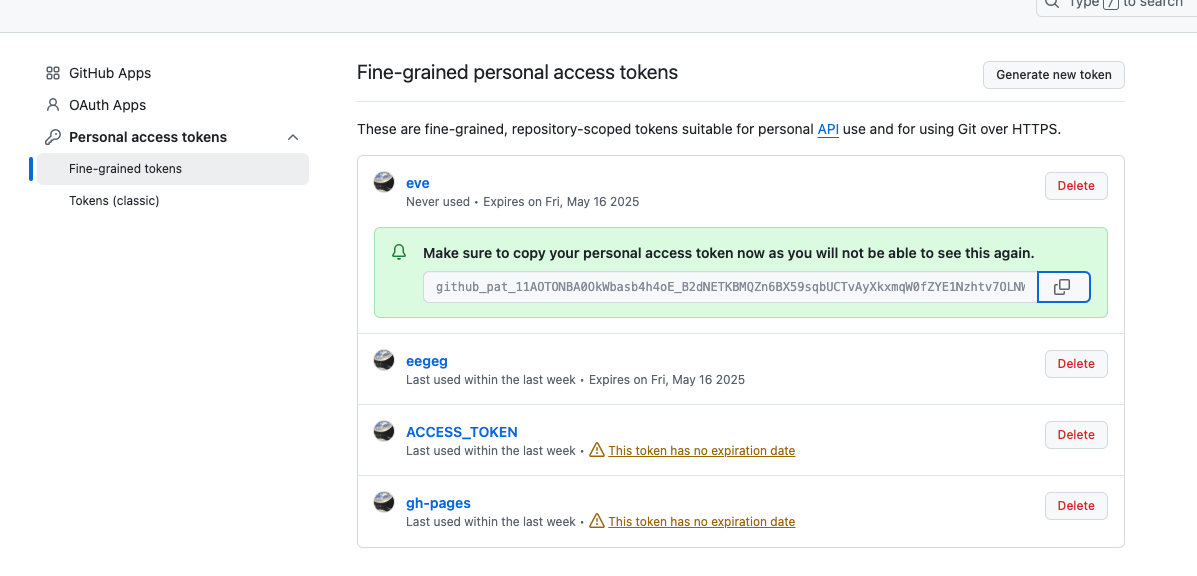 Type / to search
GitHub Apps
OAuth Apps
Personal access tokens
Fine-grained tokens
Tokens (classic)
Fine-grained personal access tokens
Generate new token
These are fine-grained, repository-scoped tokens suitable for personal API use and for using Git over HTTPS.
eve
Delete
Never used • Expires on Fri, May 16 2025
Make sure to copy your personal access token now as you will not be able to see this again.
github_pat_11AOTONBA0OkWbasb4h4oE_B2dNETKBMQZn6BX59sqbUCTvAyXkxmqW0fZYE1Nzhtv7OLN
eegeg
Delete
Last used within the last week • Expires on Fri, May 16 2025
ACCESS_TOKEN
Delete
Last used within the last week • This token has no expiration date
gh-pages
Delete
Last used within the last week • This token has no expiration date